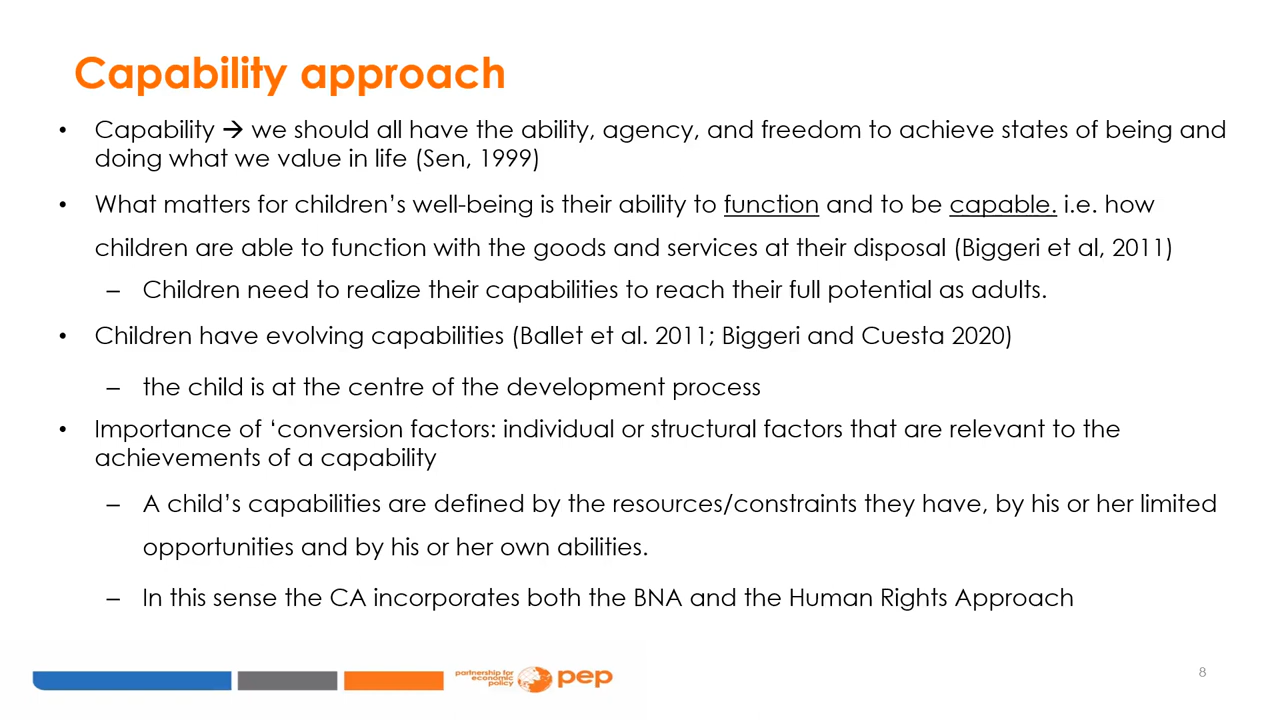 Capability approach
• Capability → we should all have the ability, agency, and freedom to achieve states of being and
doing what we value in life (Sen, 1999)
• What matters for children’s well-being is their ability to function and to be capable. i.e. how
children are able to function with the goods and services at their disposal (Biggeri et al, 2011)
– Children need to realize their capabilities to reach their full potential as adults.
• Children have evolving capabilities (Ballet et al. 2011; Biggeri and Cuesta 2020)
– the child is at the centre of the development process
• Importance of ‘conversion factors: individual or structural factors that are relevant to the
achievements of a capability
– A child’s capabilities are defined by the resources/constraints they have, by his or her limited
opportunities and by his or her own abilities.
– In this sense the CA incorporates both the BNA and the Human Rights Approach
partnership for
economic
policy
pep
8